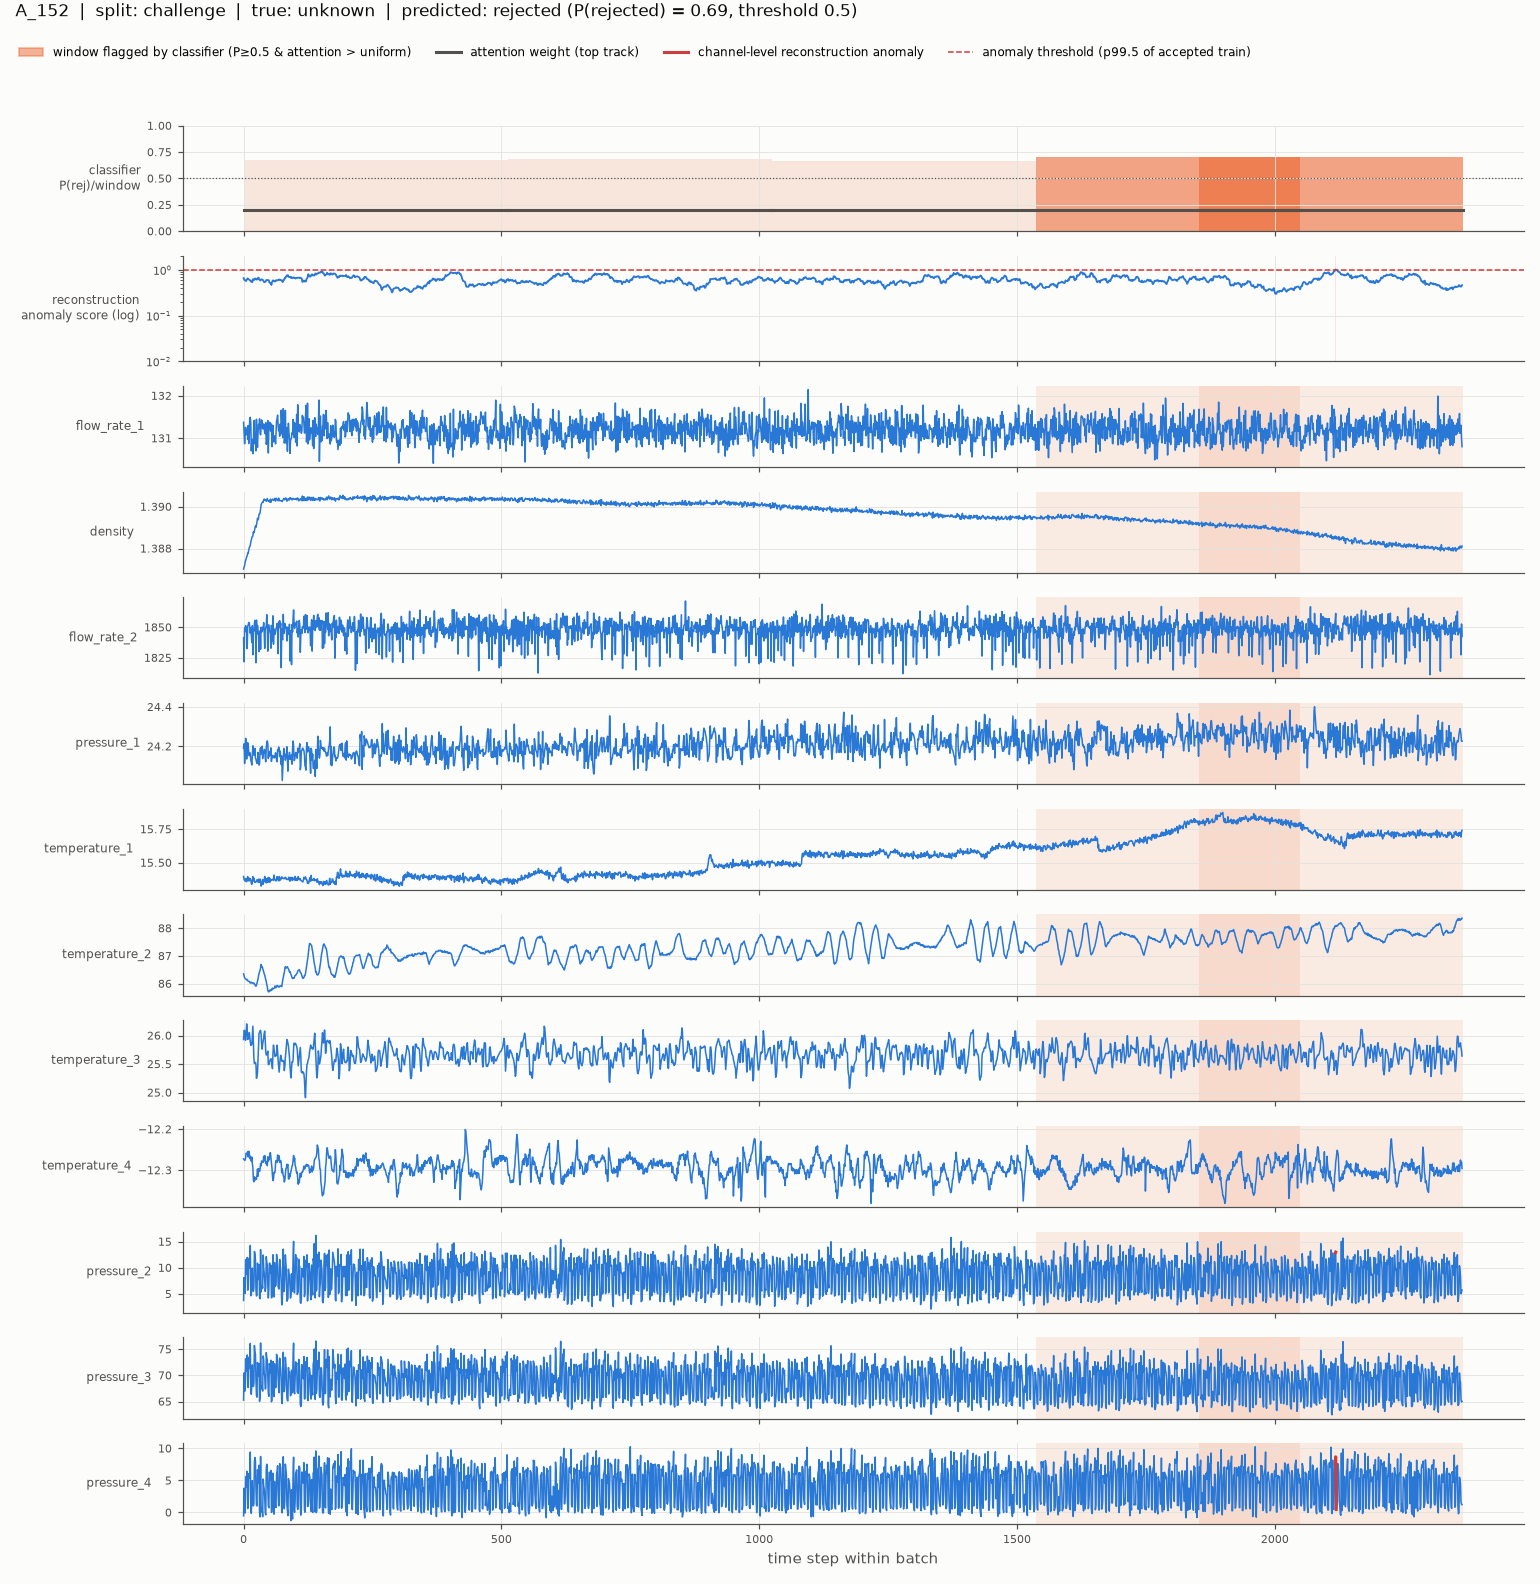 A_152 | split: challenge | true: unknown | predicted: rejected (P(rejected) = 0.69, threshold 0.5)
window flagged by classifier (P≥0.5 & attention > uniform) attention weight (top track) channel-level reconstruction anomaly anomaly threshold (p99.5 of accepted train)
1.00
0.75
0.50
0.25
0.00
classifier
P(rej)/window
10⁰
10⁻¹
10⁻²
reconstruction
anomaly score (log)
132
131
flow_rate_1
1.390
1.388
density
1850
1825
flow_rate_2
24.4
24.2
pressure_1
15.75
15.50
temperature_1
88
87
86
temperature_2
26.0
25.5
25.0
temperature_3
−12.2
−12.3
temperature_4
15
10
5
pressure_2
75
70
65
pressure_3
10
5
0
pressure_4
0 500 1000 1500 2000
time step within batch